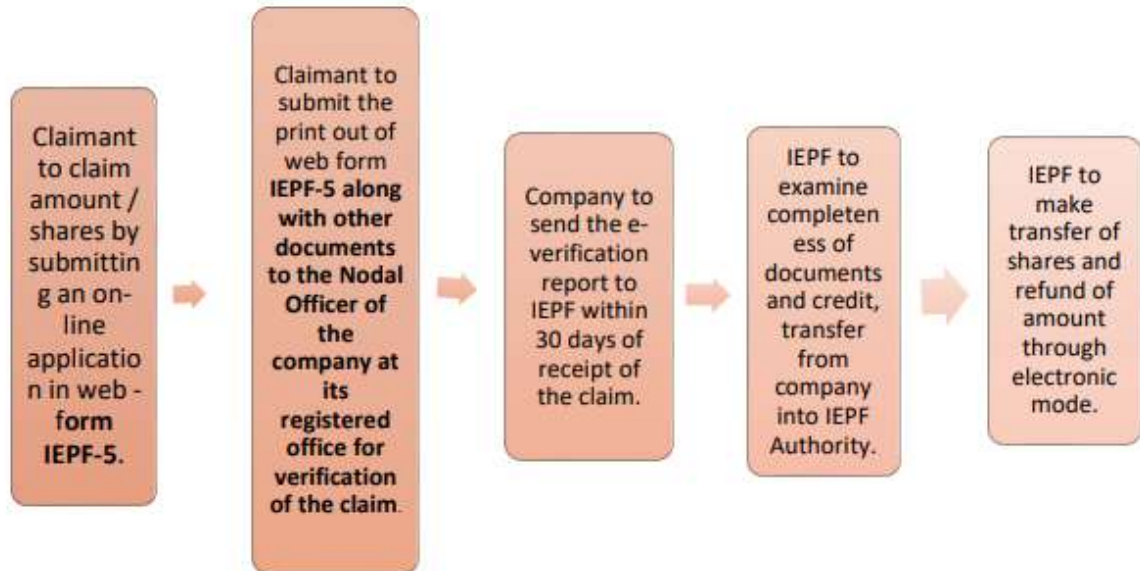 Claimant
to claim
amount /
shares by
submittin
g an on-
line
applicatio
n in web -
form
IEPF-5.
Claimant to
submit the
print out of
web form
IEPF-5 along
with other
documents
to the Nodal
Officer of
the
company at
its
registered
office for
verification
of the claim.
Company to
send the e-
verification
report to
IEPF within
30 days of
receipt of
the claim.
IEPF to
examine
completen
ess of
documents
and credit,
transfer
from
company
into IEPF
Authority.
IEPF to
make
transfer of
shares and
refund of
amount
through
electronic
mode.